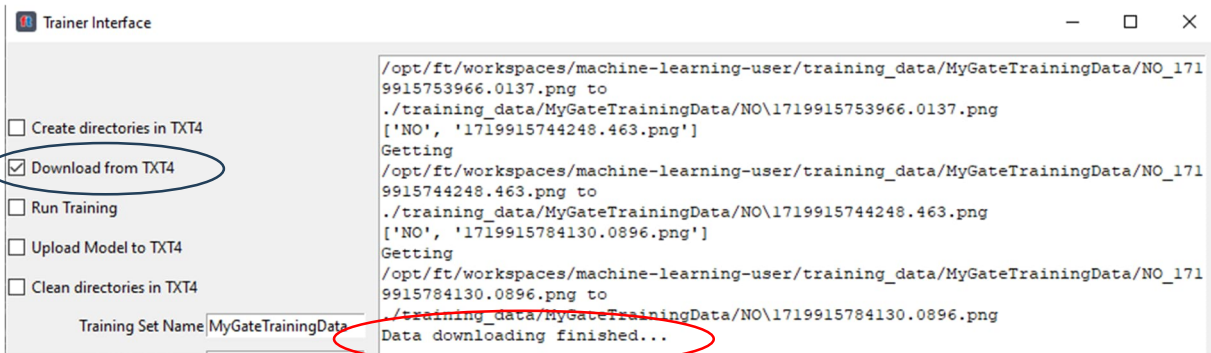 Trainer Interface
Create directories in TXT4
Download from TXT4
Run Training
Upload Model to TXT4
Clean directories in TXT4
Training Set Name MyGateTrainingData
/opt/ft/workspaces/machine-learning-user/training_data/MyGateTrainingData/NO_171
9915753966.0137.png to
./training_data/MyGateTrainingData/NO\1719915753966.0137.png
['NO', '1719915744248.463.png']
Getting
/opt/ft/workspaces/machine-learning-user/training_data/MyGateTrainingData/NO_171
9915744248.463.png to
./training_data/MyGateTrainingData/NO\1719915744248.463.png
['NO', '1719915784130.0896.png']
Getting
/opt/ft/workspaces/machine-learning-user/training_data/MyGateTrainingData/NO_171
9915784130.0896.png to
./training_data/MyGateTrainingData/NO\1719915784130.0896.png
Data downloading finished...